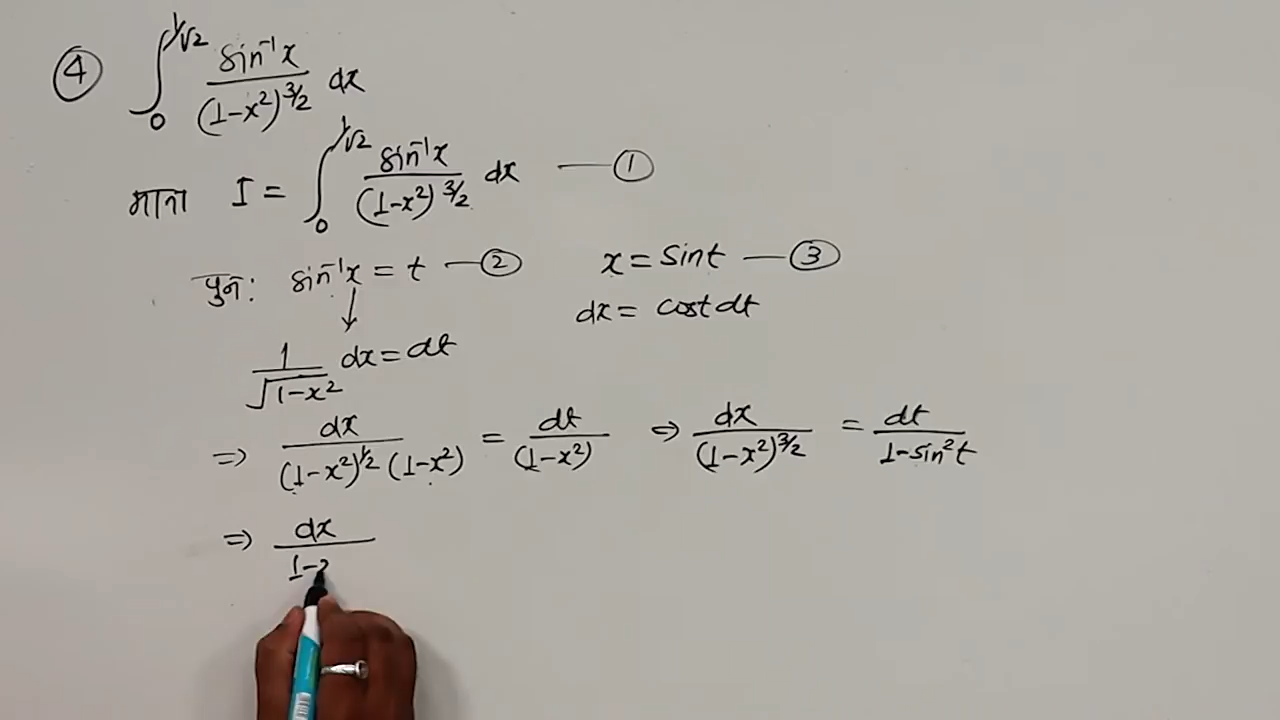 ④ ∫₀^{1/√2} sin⁻¹x / (1-x²)^{3/2} dx
माना I = ∫₀^{1/√2} sin⁻¹x / (1-x²)^{3/2} dx — ①
पुनः sin⁻¹x = t — ② x = sint — ③
dx = cost dt
1/√(1-x²) dx = dt
⇒ dx / (1-x²)^{1/2} (1-x²) = dt / (1-x²) ⇒ dx / (1-x²)^{3/2} = dt / 1-sin²t
⇒ dx / 1-